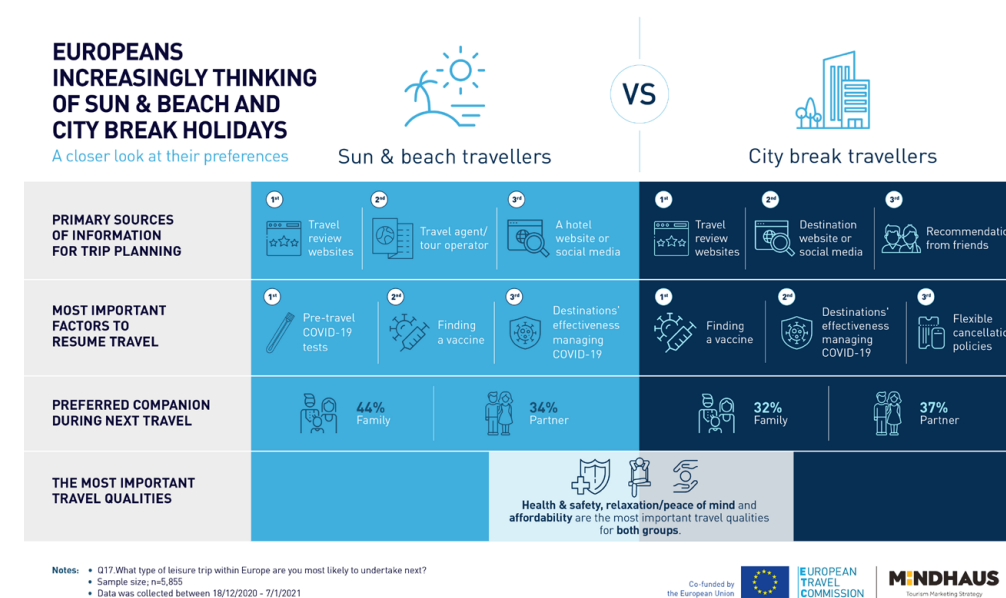 EUROPEANS
INCREASINGLY THINKING
OF SUN & BEACH AND
CITY BREAK HOLIDAYS
A closer look at their preferences
Sun & beach travellers
VS
City break travellers
PRIMARY SOURCES
OF INFORMATION
FOR TRIP PLANNING
1st
Travel
review
websites
2nd
Travel agent/
tour operator
3rd
A hotel
website or
social media
1st
Travel
review
websites
2nd
Destination
website or
social media
3rd
Recommendatio
from friends
MOST IMPORTANT
FACTORS TO
RESUME TRAVEL
1st
Pre-travel
COVID-19
tests
2nd
Finding
a vaccine
3rd
Destinations'
effectiveness
managing
COVID-19
1st
Finding
a vaccine
2nd
Destinations'
effectiveness
managing
COVID-19
3rd
Flexible
cancellatio
policies
PREFERRED COMPANION
DURING NEXT TRAVEL
44%
Family
34%
Partner
32%
Family
37%
Partner
THE MOST IMPORTANT
TRAVEL QUALITIES
Health & safety, relaxation/peace of mind and
affordability are the most important travel qualities
for both groups.
Notes: • Q17.What type of leisure trip within Europe are you most likely to undertake next?
• Sample size; n=5,855
• Data was collected between 18/12/2020 - 7/1/2021
Co-funded by
the European Union
EUROPEAN
TRAVEL
COMMISSION
MINDHAUS
Tourism Marketing Strategy